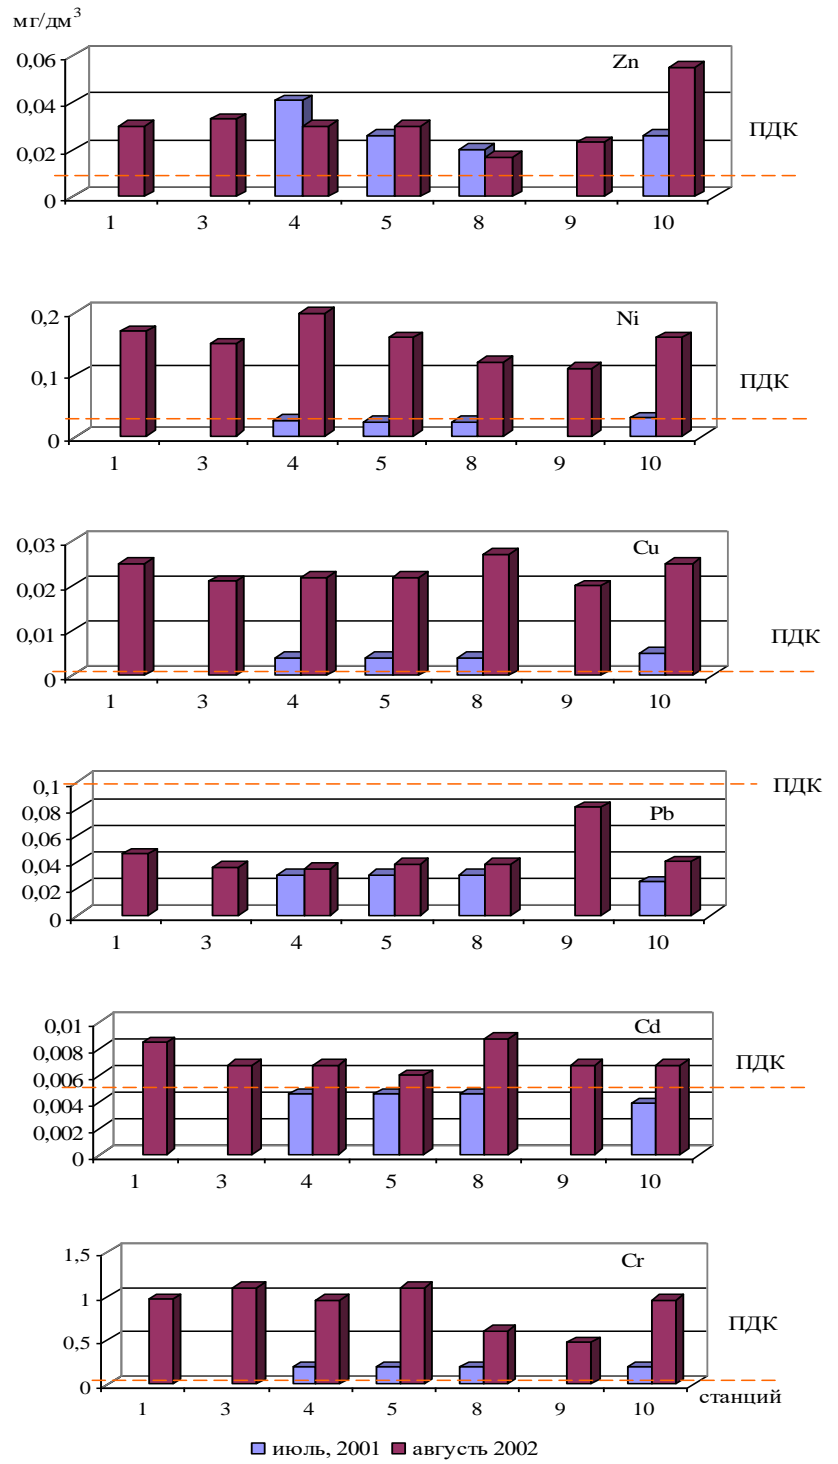 мг/дм³
0,06
0,04
0,02
0
Zn
ПДК
1 3 4 5 8 9 10
0,2
0,1
0
Ni
ПДК
1 3 4 5 8 9 10
0,03
0,02
0,01
0
Cu
ПДК
1 3 4 5 8 9 10
0,1
0,08
0,06
0,04
0,02
0
Pb
ПДК
1 3 4 5 8 9 10
0,01
0,008
0,006
0,004
0,002
0
Cd
ПДК
1 3 4 5 8 9 10
1,5
1
0,5
0
Cr
ПДК
станций
1 3 4 5 8 9 10
июль, 2001 августь 2002